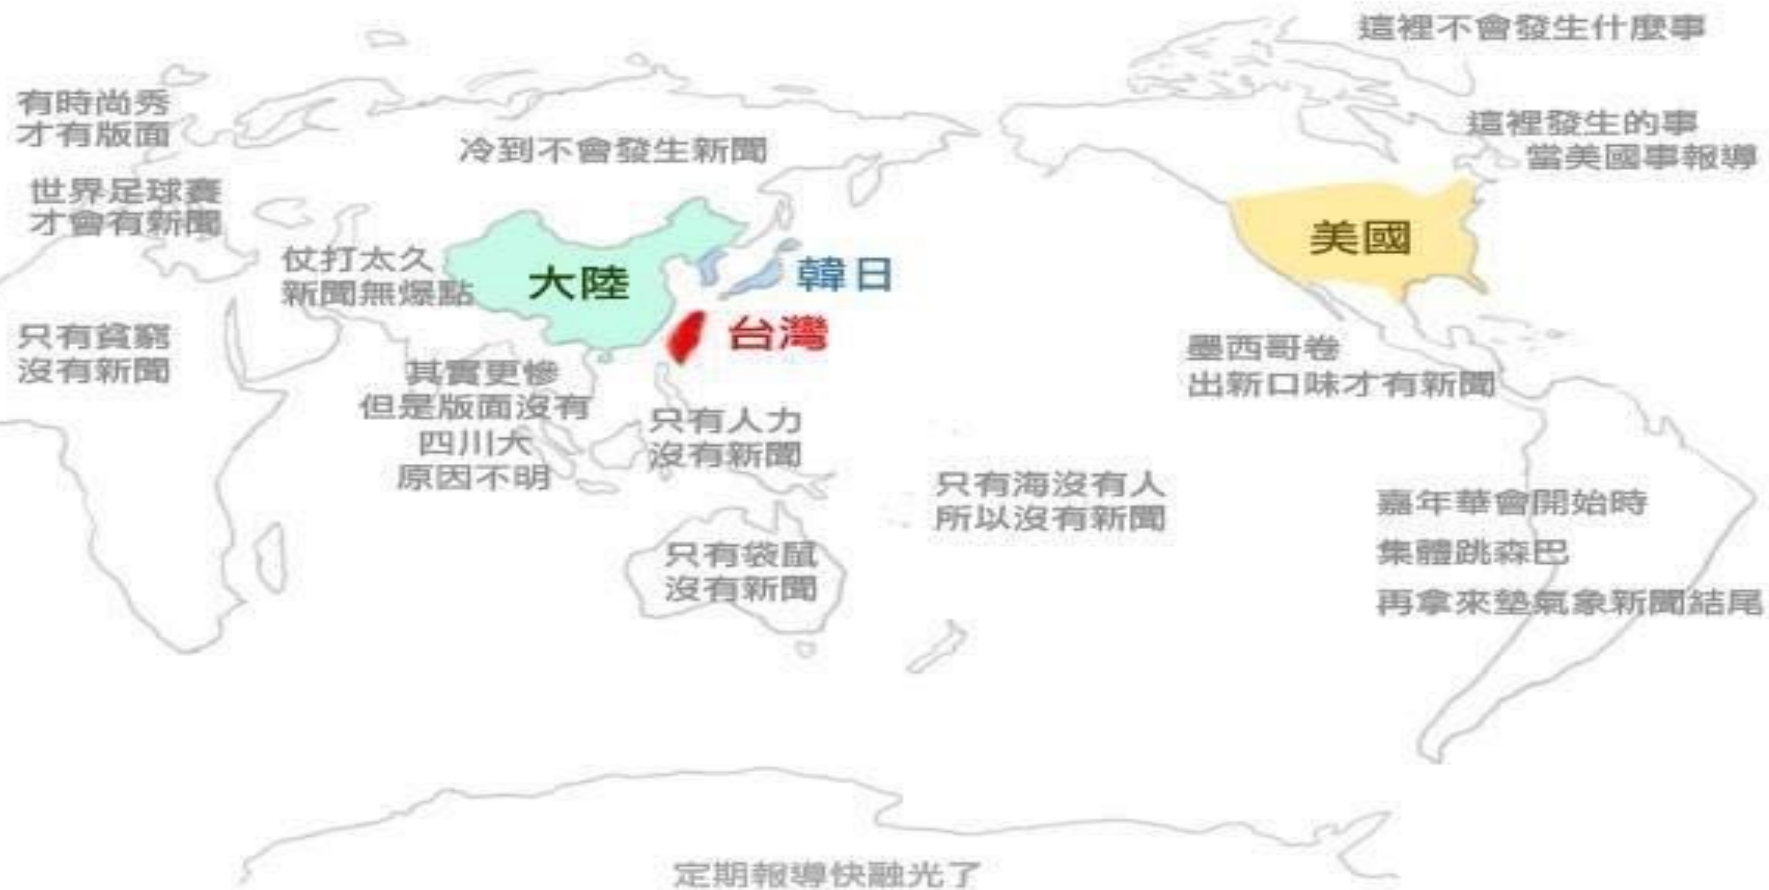 這裡不會發生什麼事
有時尚秀
才有版面
冷到不會發生新聞
這裡發生的事
當美國事報導
世界足球賽
才會有新聞
仗打太久
新聞無爆點
大陸
韓日
台灣
美國
只有貧窮
沒有新聞
其實更慘
但是版面沒有
四川大
原因不明
只有人力
沒有新聞
墨西哥卷
出新口味才有新聞
只有海沒有人
所以沒有新聞
只有袋鼠
沒有新聞
嘉年華會開始時
集體跳森巴
再拿來墊氣象新聞結尾
定期報導快融光了